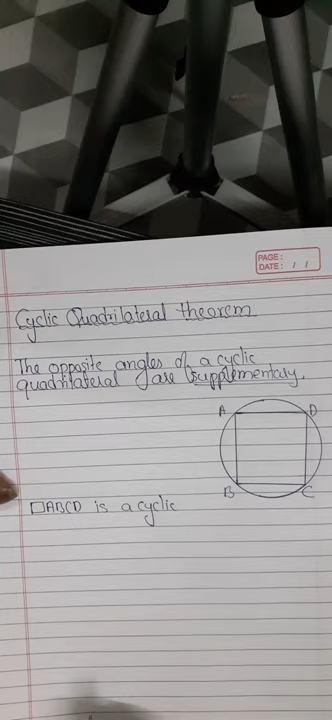 PAGE:
DATE: / /
Cyclic Quadrilateral theorem
The opposite angles of a cyclic
quadrilateral are supplementary.
A D
B C
□ABCD is a cyclic